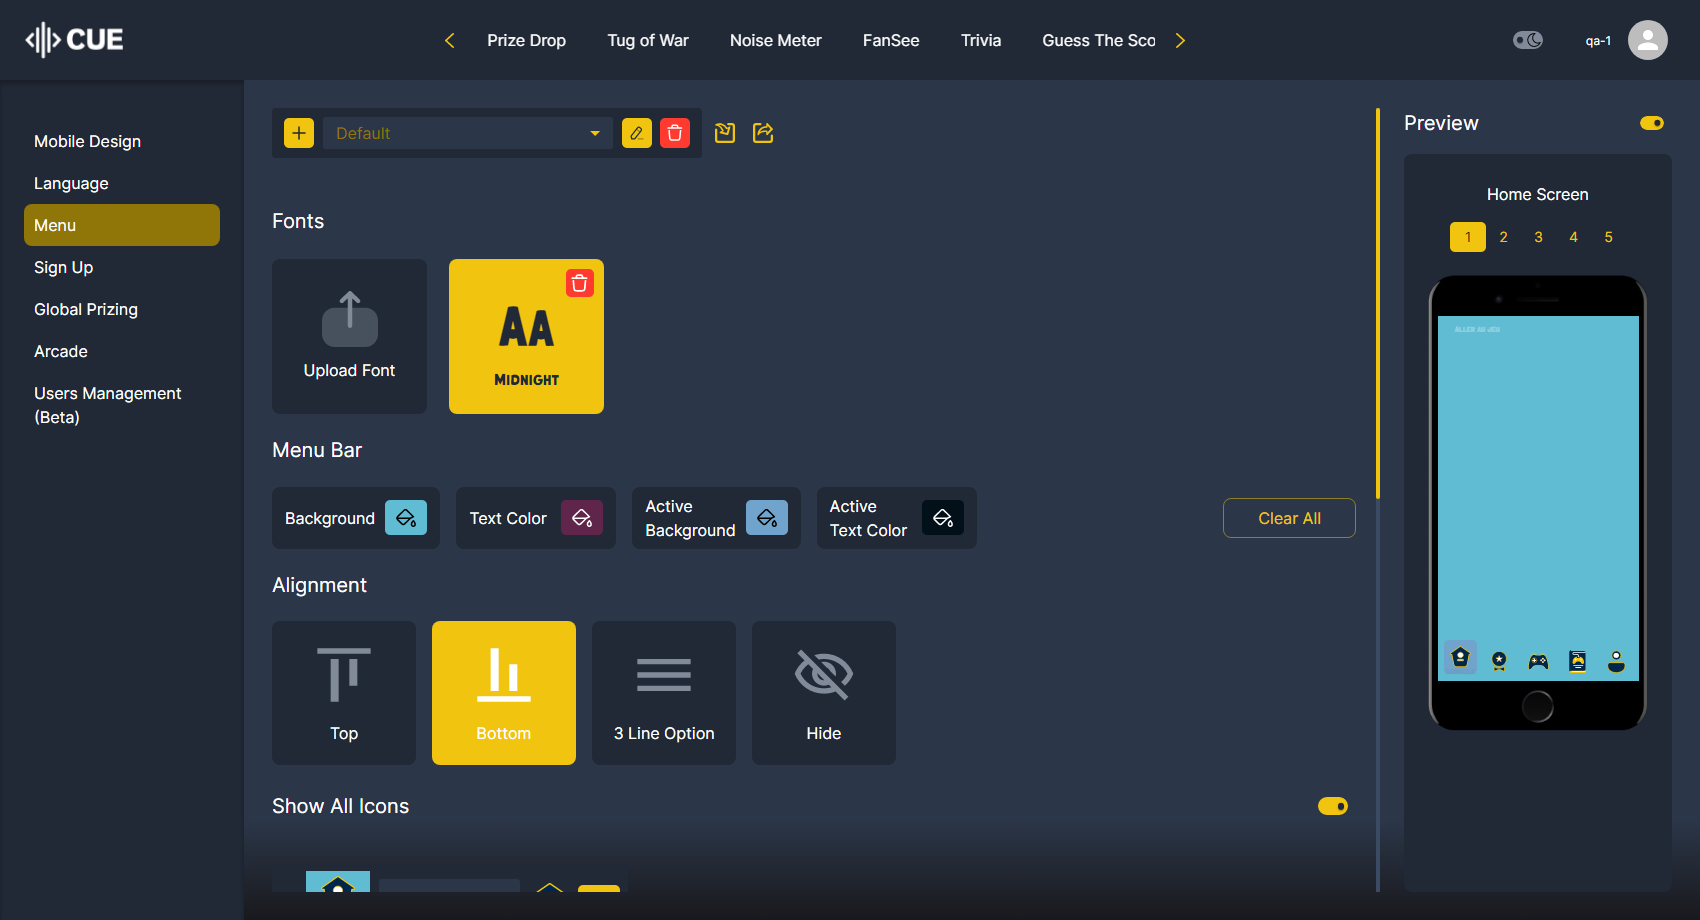 CUE
Prize Drop
Tug of War
Noise Meter
FanSee
Trivia
Guess The Sco
qa-1
Mobile Design
Language
Menu
Sign Up
Global Prizing
Arcade
Users Management
(Beta)
Default
Fonts
Upload Font
AA
MIDNIGHT
Menu Bar
Background
Text Color
Active
Background
Active
Text Color
Clear All
Alignment
Top
Bottom
3 Line Option
Hide
Show All Icons
Preview
Home Screen
1 2 3 4 5